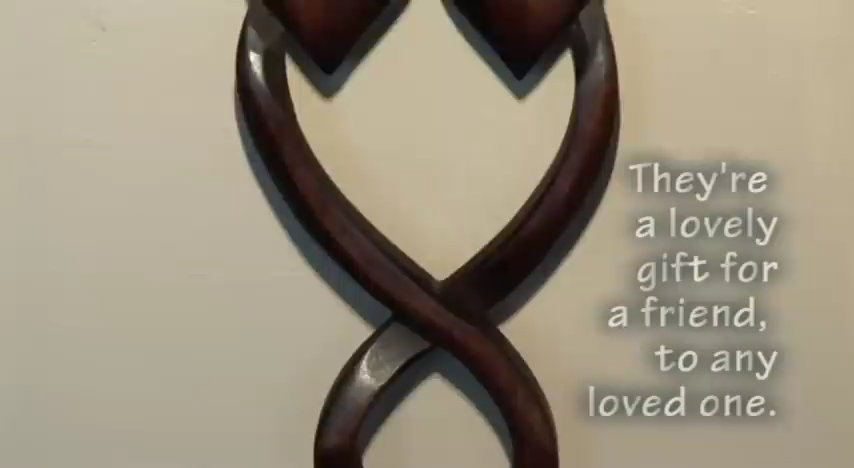 They're
a lovely
gift for
a friend,
to any
loved one.